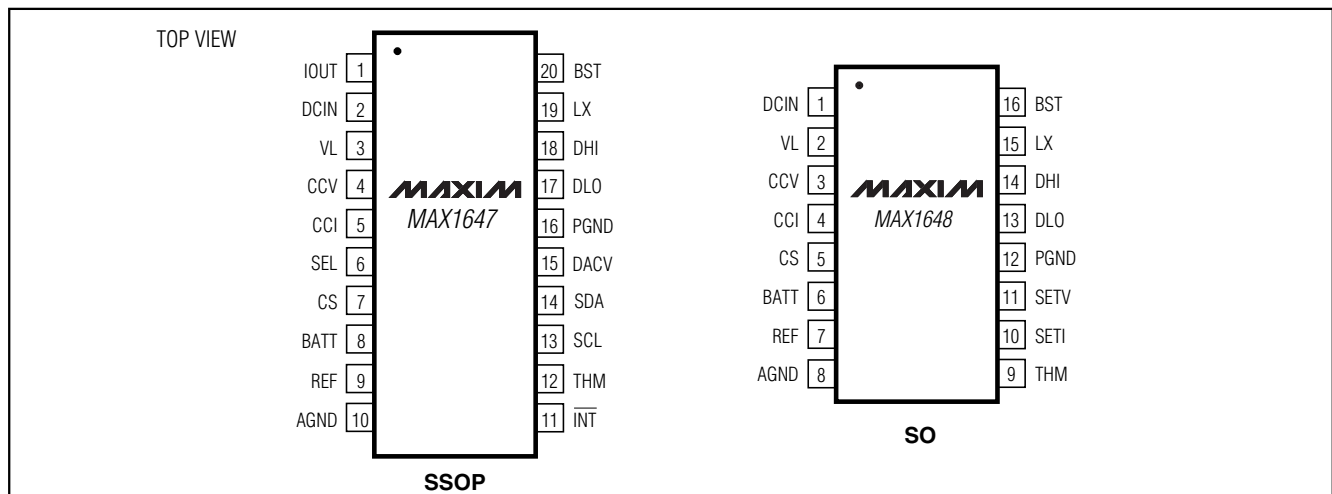 TOP VIEW
IOUT 1
DCIN 2
VL 3
CCV 4
CCI 5
SEL 6
CS 7
BATT 8
REF 9
AGND 10
20 BST
19 LX
18 DHI
17 DLO
16 PGND
15 DACV
14 SDA
13 SCL
12 THM
11 INT
MAXIM
MAX1647
SSOP
DCIN 1
VL 2
CCV 3
CCI 4
CS 5
BATT 6
REF 7
AGND 8
16 BST
15 LX
14 DHI
13 DLO
12 PGND
11 SETV
10 SETI
9 THM
MAXIM
MAX1648
SO